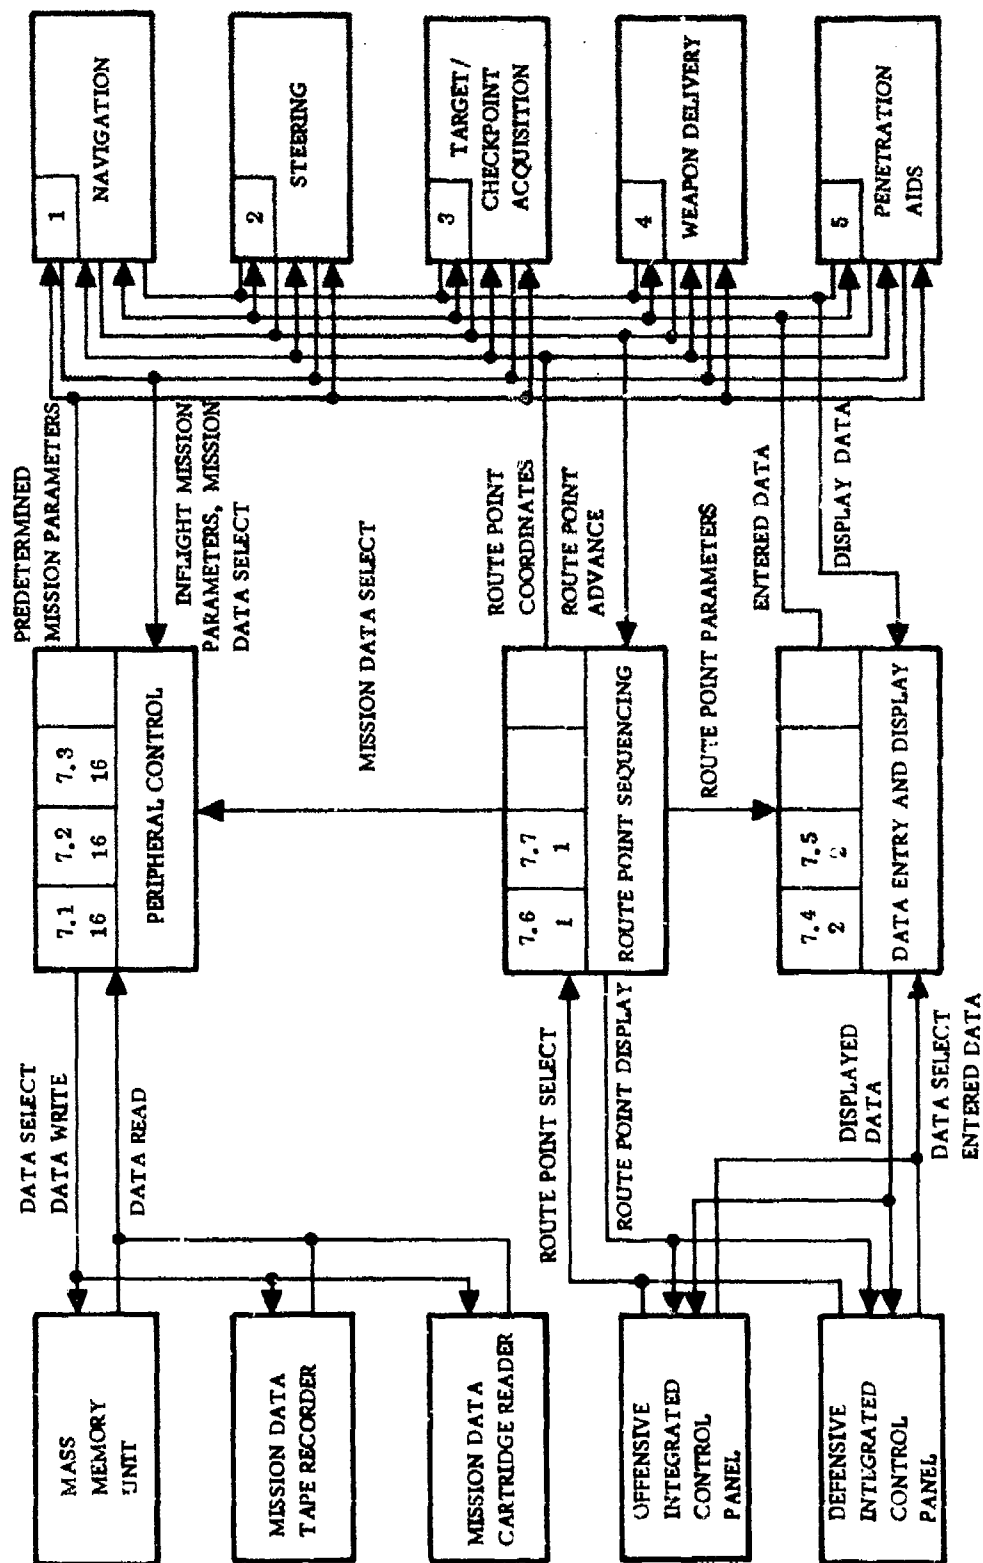 MASS
MEMORY
UNIT
MISSION DATA
TAPE RECORDER
MISSION DATA
CARTRIDGE READER
OFFENSIVE
INTEGRATED
CONTROL
PANEL
DEFENSIVE
INTEGRATED
CONTROL
PANEL
DATA SELECT
DATA WRITE
DATA READ
ROUTE POINT SELECT
ROUTE POINT DISPLAY
DISPLAYED
DATA
DATA SELECT
ENTERED DATA
7.1
16
7.2
16
7.3
16
PERIPHERAL CONTROL
MISSION DATA SELECT
7.6
1
7.7
1
ROUTE POINT SEQUENCING
ROUTE POINT PARAMETERS
7.4
2
7.5
2
DATA ENTRY AND DISPLAY
PREDETERMINED
MISSION PARAMETERS
INFLIGHT MISSION
PARAMETERS, MISSION
DATA SELECT
ROUTE POINT
COORDINATES
ROUTE POINT
ADVANCE
ENTERED DATA
DISPLAY DATA
1
NAVIGATION
2
STEERING
3
TARGET/
CHECKPOINT
ACQUISITION
4
WEAPON DELIVERY
5
PENETRATION
AIDS